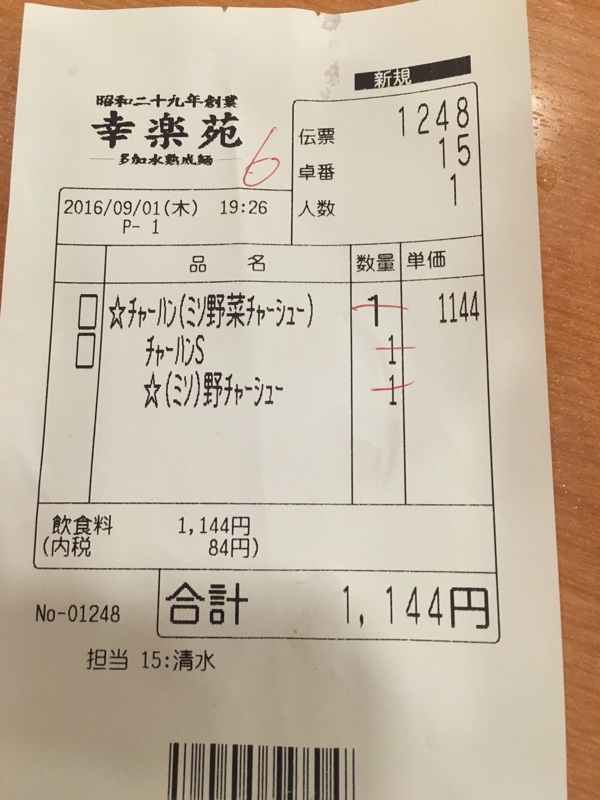 新規
昭和二十九年創業
幸楽苑
多加水熟成麺
6
伝票 1248
卓番 15
人数 1
2016/09/01(木) 19:26
P- 1
品名 数量 単価
☆チャーハン(ミソ野菜チャーシュー) 1 1144
チャーハンS 1
☆(ミソ)野チャーシュー 1
飲食料 1,144円
(内税 84円)
合計 1,144円
No-01248
担当 15:清水